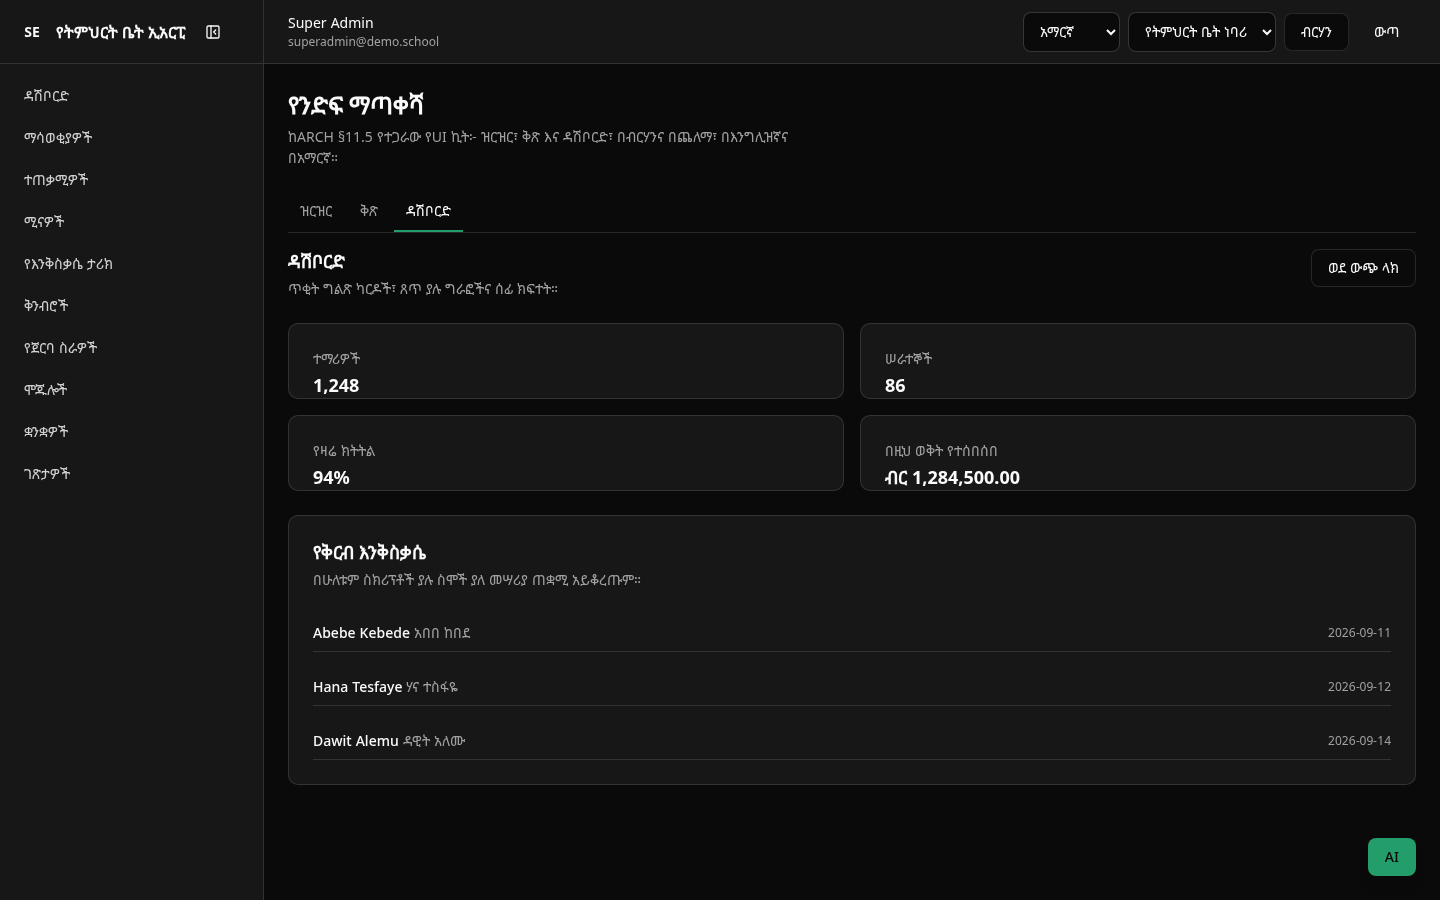 SE የትምህርት ቤት ኢአርፒ
Super Admin
superadmin@demo.school
አማርኛ
የትምህርት ቤት ነባሪ
ብርሃን
ውጣ
ዳሽቦርድ
ማሳወቂያዎች
ተጠቃሚዎች
ሚናዎች
የእንቅስቃሴ ታሪክ
ቅንብሮች
የጀርባ ስራዎች
ሞጁሎች
ቋንቋዎች
ገጽታዎች
የንድፍ ማጣቀሻ
ከARCH §11.5 የተጋራው የUI ኪት፦ ዝርዝር፣ ቅጽ እና ዳሽቦርድ፣ በብርሃንና በጨለማ፣ በእንግሊዝኛና
በአማርኛ።
ዝርዝር
ቅጽ
ዳሽቦርድ
ዳሽቦርድ
ጥቂት ግልጽ ካርዶች፣ ጸጥ ያሉ ግራፎችና ሰፊ ክፍተት።
ወደ ውጭ ላክ
ተማሪዎች
1,248
ሠራተኞች
86
የዛሬ ክትትል
94%
በዚህ ወቅት የተሰበሰበ
ብር 1,284,500.00
የቅርብ እንቅስቃሴ
በሁለቱም ስክሪፕቶች ያሉ ስሞች ያለ መሣሪያ ጠቋሚ አይቆረጡም።
Abebe Kebede አበበ ከበደ
2026-09-11
Hana Tesfaye ሃና ተስፋዬ
2026-09-12
Dawit Alemu ዳዊት አለሙ
2026-09-14
AI